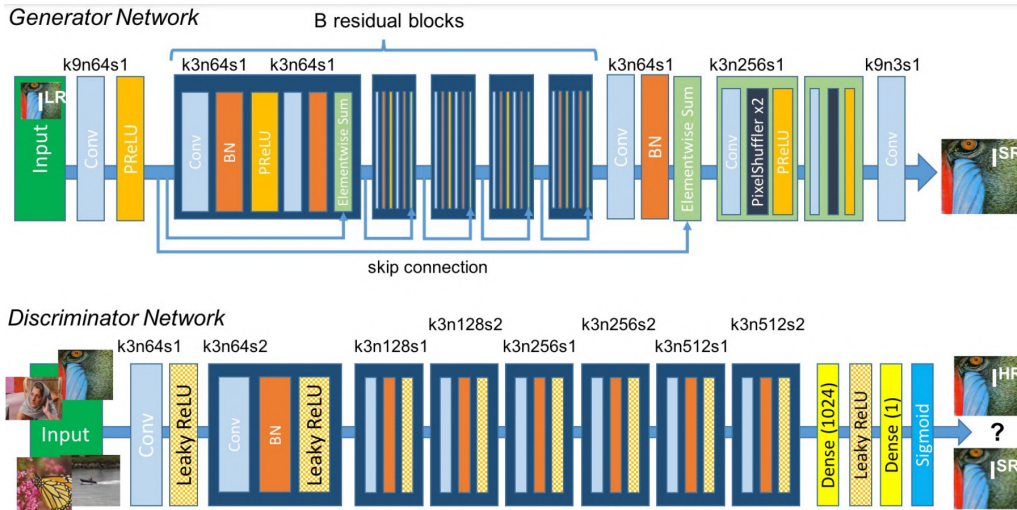 Generator Network
B residual blocks
k9n64s1
k3n64s1
k3n64s1
k3n64s1
k3n256s1
k9n3s1
I^LR
Input
Conv
PReLU
Conv
BN
PReLU
Elementwise Sum
Conv
BN
Elementwise Sum
Conv
PixelShuffler x2
PReLU
Conv
I^SR
skip connection
Discriminator Network
k3n128s2
k3n256s2
k3n512s2
k3n64s1
k3n64s2
k3n128s1
k3n256s1
k3n512s1
Input
Conv
Leaky ReLU
Conv
BN
Leaky ReLU
Dense (1024)
Leaky ReLU
Dense (1)
Sigmoid
I^HR
?
I^SR